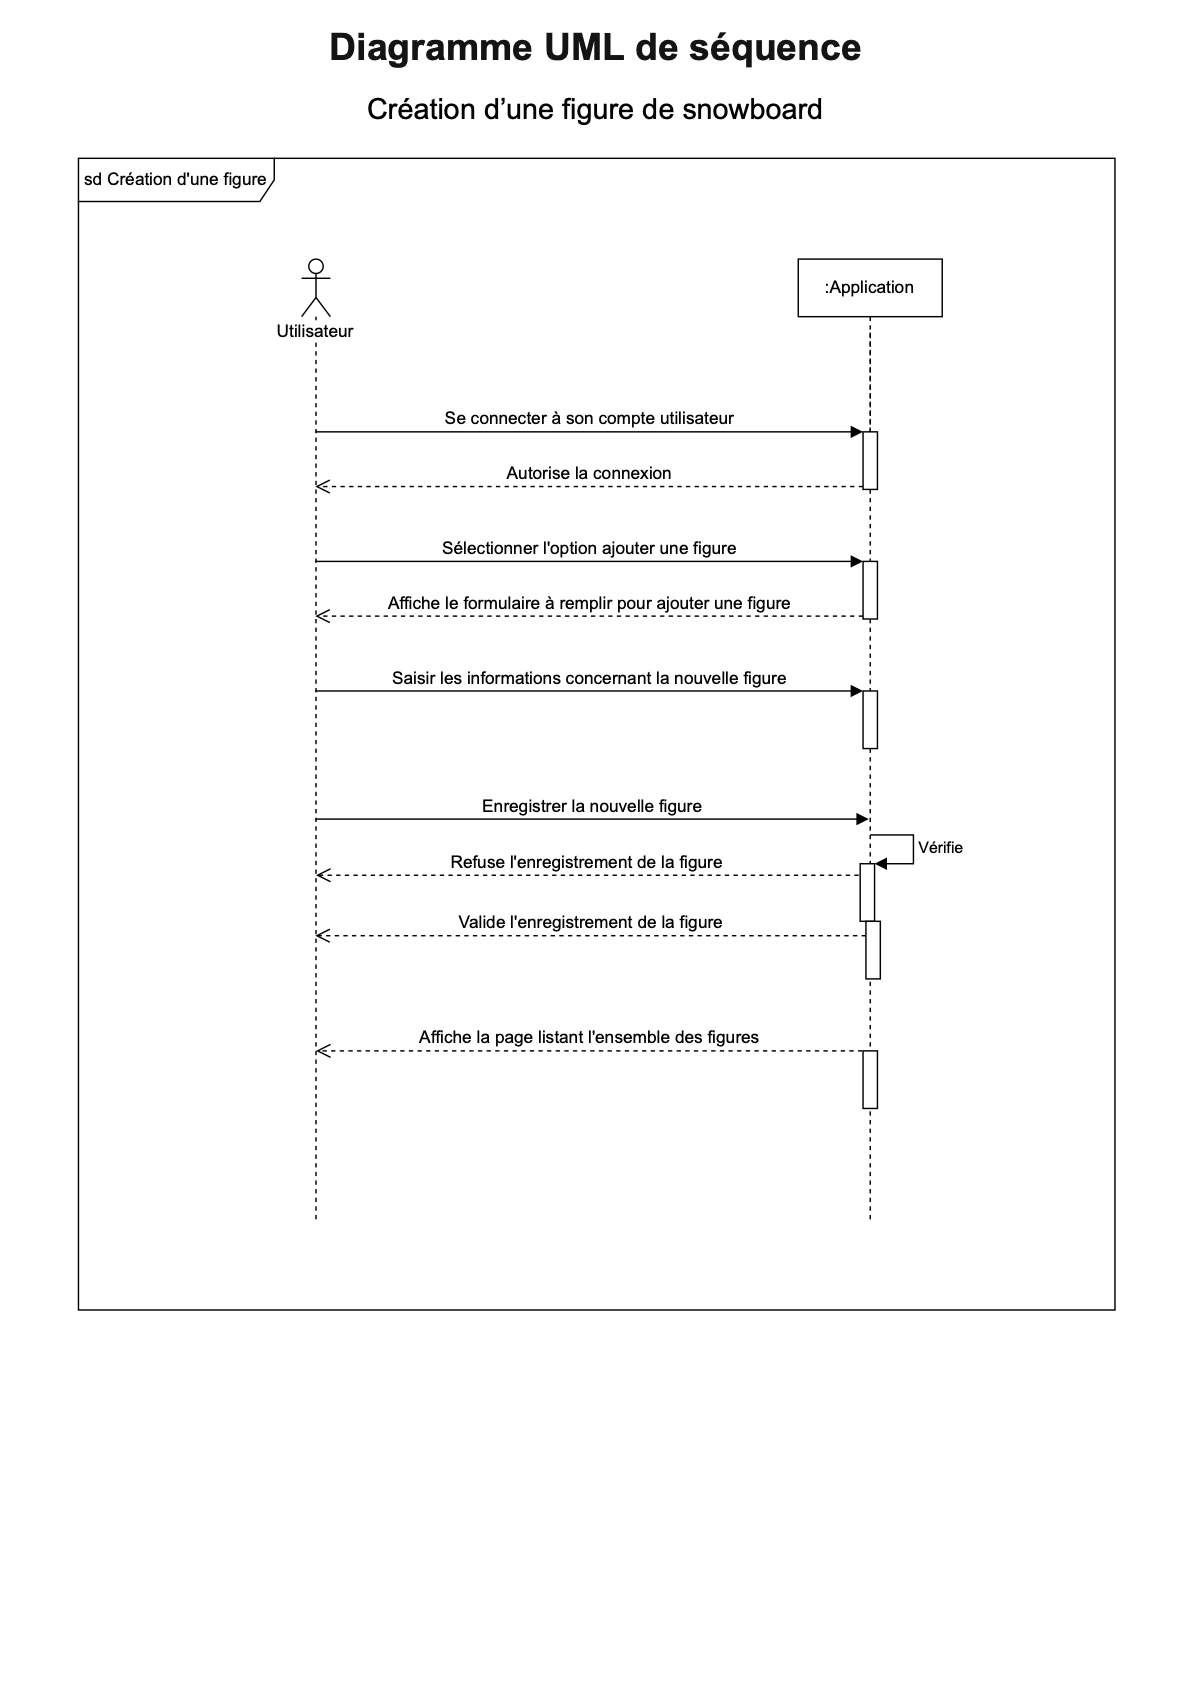 Diagramme UML de séquence
Création d’une figure de snowboard
sd Création d'une figure
:Application
Utilisateur
Se connecter à son compte utilisateur
Autorise la connexion
Sélectionner l'option ajouter une figure
Affiche le formulaire à remplir pour ajouter une figure
Saisir les informations concernant la nouvelle figure
Enregistrer la nouvelle figure
Vérifie
Refuse l'enregistrement de la figure
Valide l'enregistrement de la figure
Affiche la page listant l'ensemble des figures